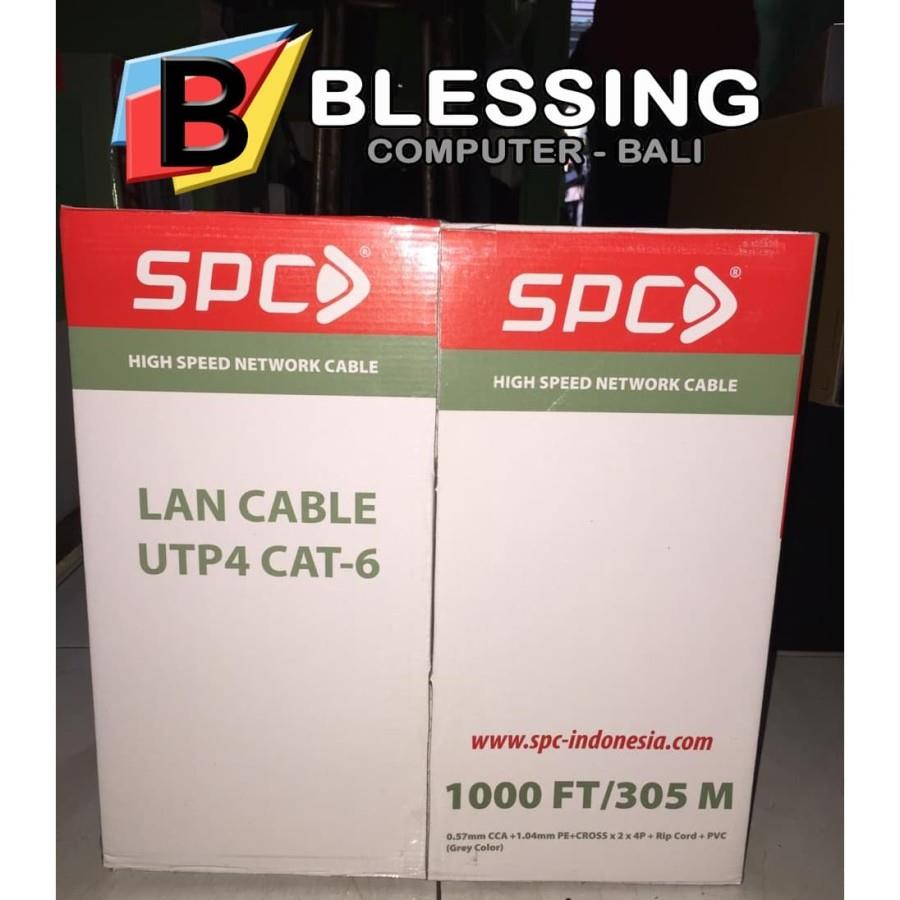 B BLESSING
COMPUTER - BALI
SPC®
HIGH SPEED NETWORK CABLE
LAN CABLE
UTP4 CAT-6
SPC®
HIGH SPEED NETWORK CABLE
www.spc-indonesia.com
1000 FT/305 M
0.57mm CCA +1.04mm PE+CROSS x 2 x 4P + Rip Cord + PVC
(Grey Color)